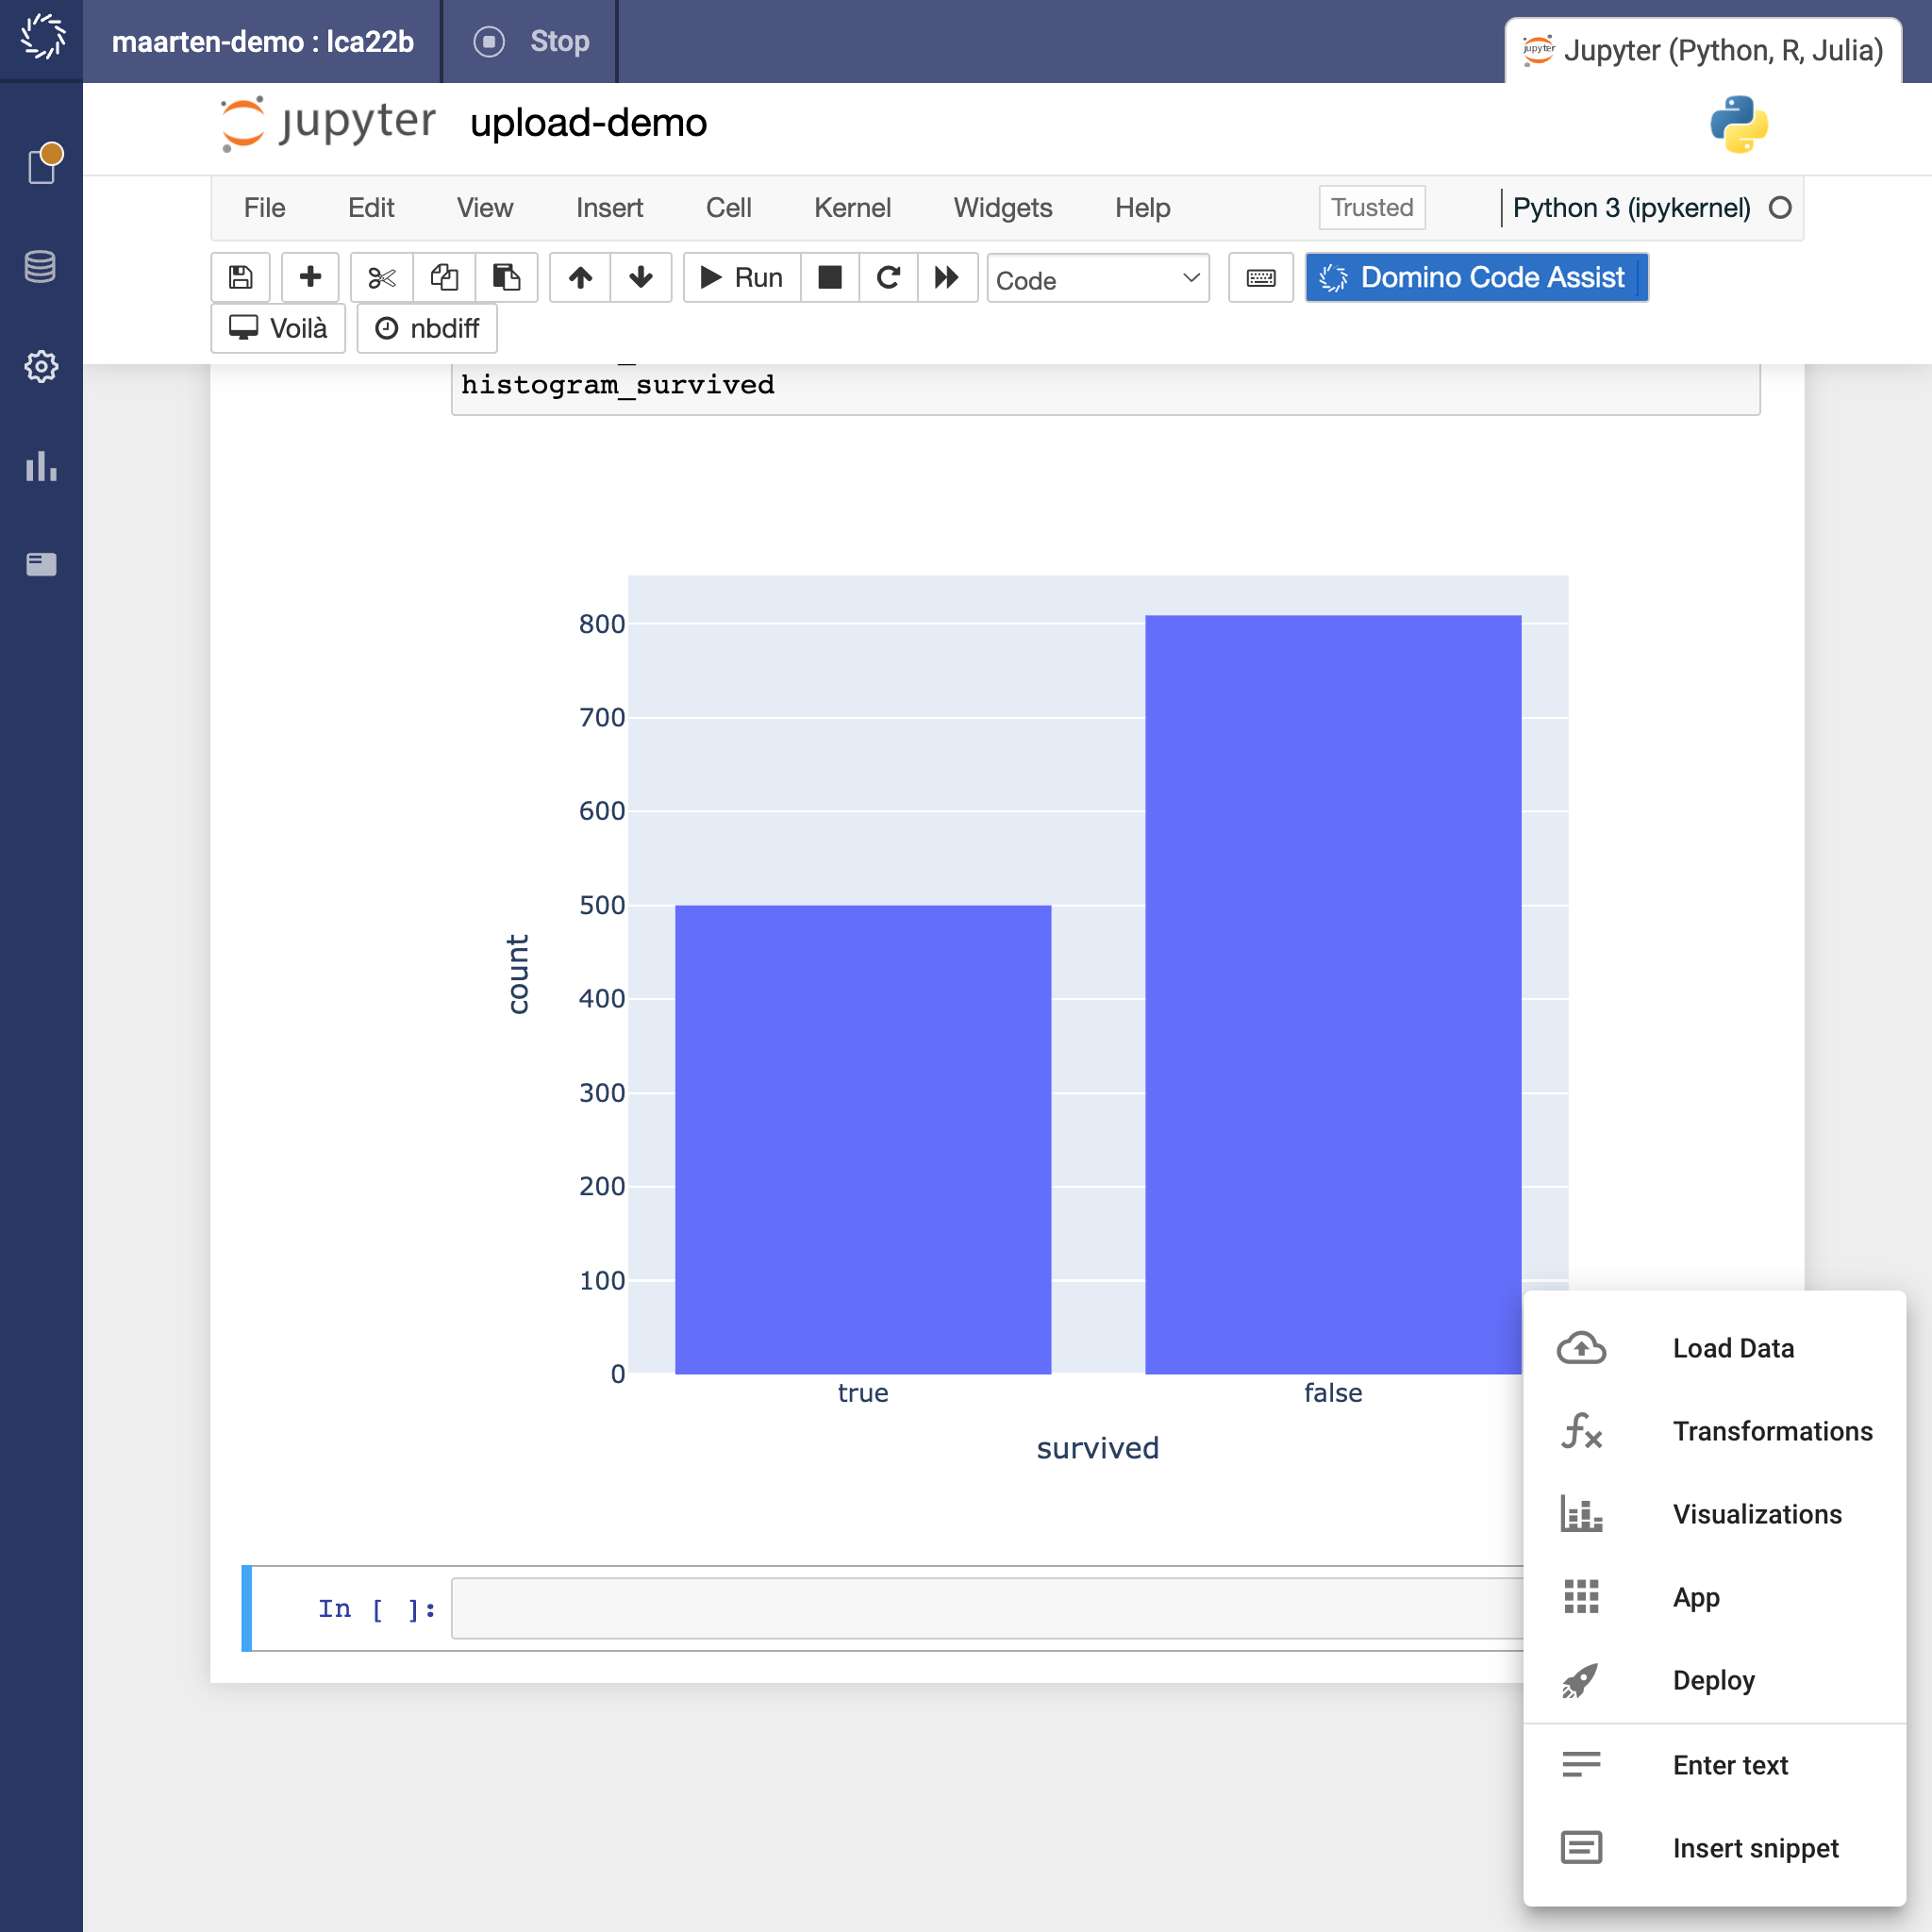 maarten-demo : lca22b
Stop
jupyter Jupyter (Python, R, Julia)
jupyter upload-demo
File Edit View Insert Cell Kernel Widgets Help Trusted Python 3 (ipykernel)
Run Code Domino Code Assist
Voilà nbdiff
histogram_survived
800
700
600
500
400
300
200
100
0
count
true false
survived
In [ ]:
Load Data
Transformations
Visualizations
App
Deploy
Enter text
Insert snippet